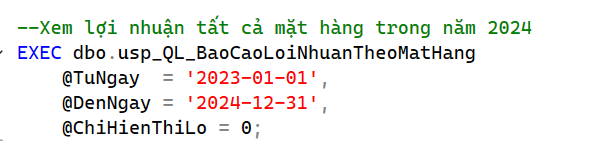 --Xem lợi nhuận tất cả mặt hàng trong năm 2024
EXEC dbo.usp_QL_BaoCaoLoiNhuanTheoMatHang
@TuNgay = '2023-01-01',
@DenNgay = '2024-12-31',
@ChiHienThiLo = 0;